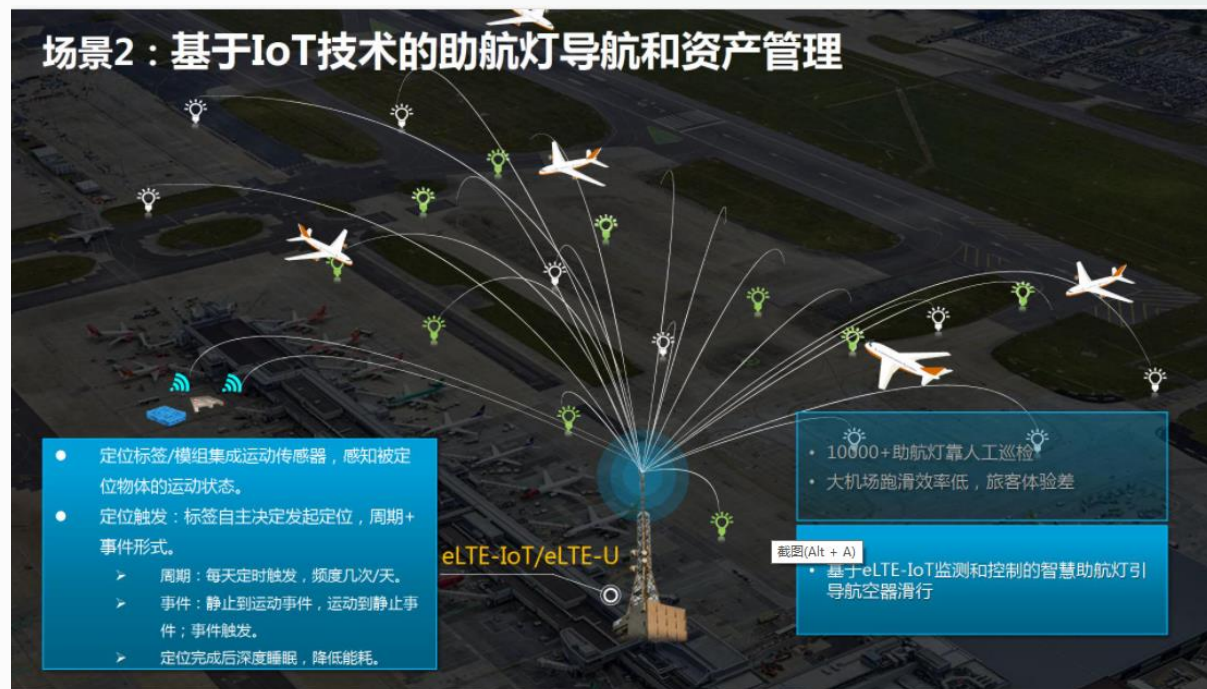 场景2：基于IoT技术的助航灯导航和资产管理
● 定位标签/模组集成运动传感器，感知被定
位物体的运动状态。
● 定位触发：标签自主决定发起定位，周期+
事件形式。
➢ 周期：每天定时触发，频度几次/天。
➢ 事件：静止到运动事件，运动到静止事
件；事件触发。
➢ 定位完成后深度睡眠，降低能耗。
eLTE-IoT/eLTE-U
• 10000+助航灯靠人工巡检
• 大机场跑滑效率低，旅客体验差
截图(Alt + A)
• 基于eLTE-IoT监测和控制的智慧助航灯引
导航空器滑行